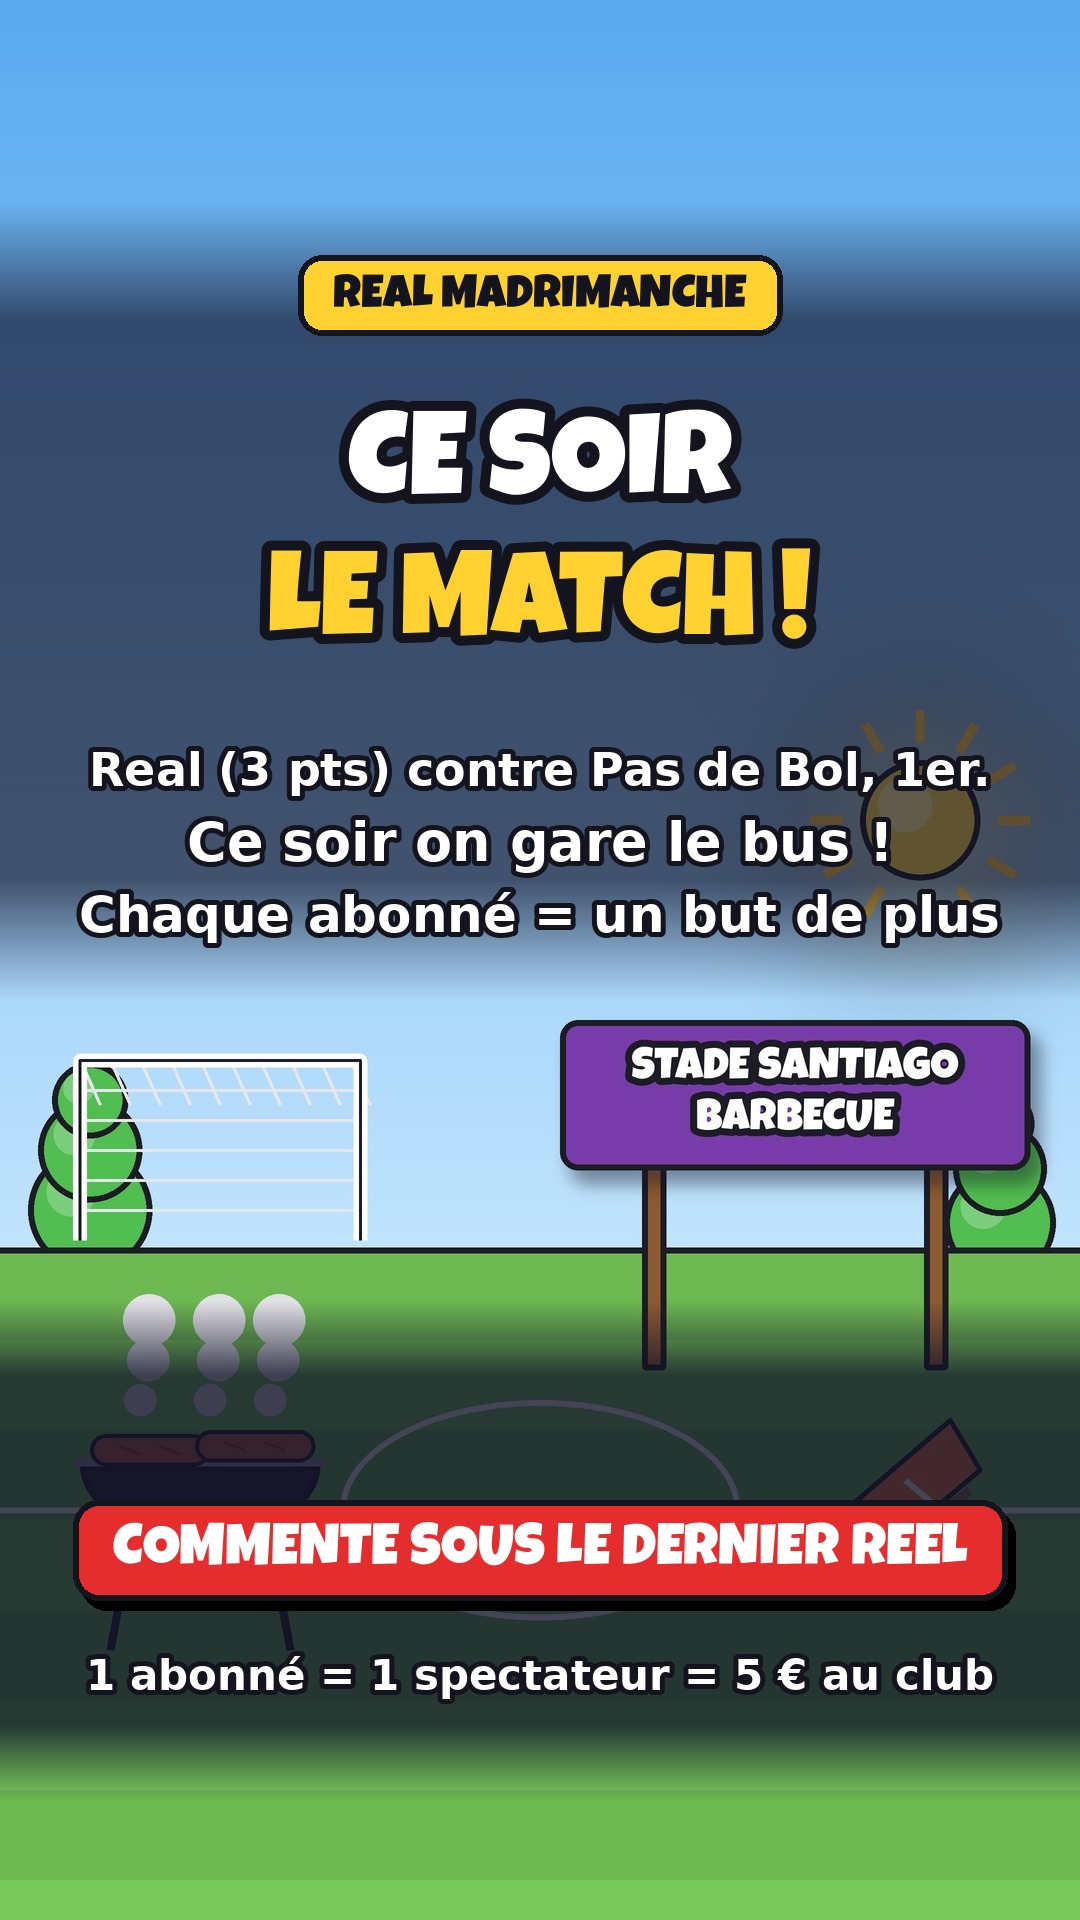 REAL MADRIMANCHE
CE SOIR
LE MATCH !
Real (3 pts) contre Pas de Bol, 1er.
Ce soir on gare le bus !
Chaque abonné = un but de plus
STADE SANTIAGO
BARBECUE
COMMENTE SOUS LE DERNIER REEL
1 abonné = 1 spectateur = 5 € au club